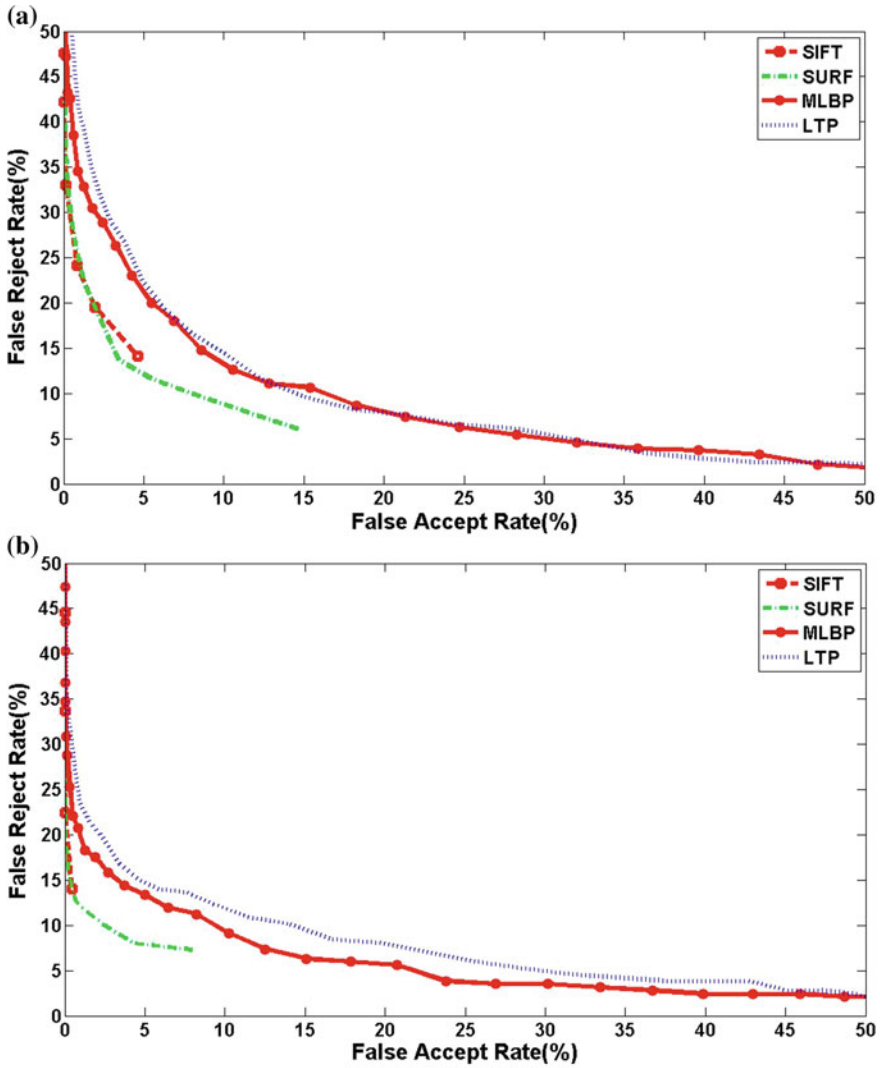 (a)
50
45
40
35
30
25
20
15
10
5
0
False Reject Rate(%)
SIFT
SURF
MLBP
LTP
0 5 10 15 20 25 30 35 40 45 50
False Accept Rate(%)
(b)
50
45
40
35
30
25
20
15
10
5
0
False Reject Rate(%)
SIFT
SURF
MLBP
LTP
0 5 10 15 20 25 30 35 40 45 50
False Accept Rate(%)